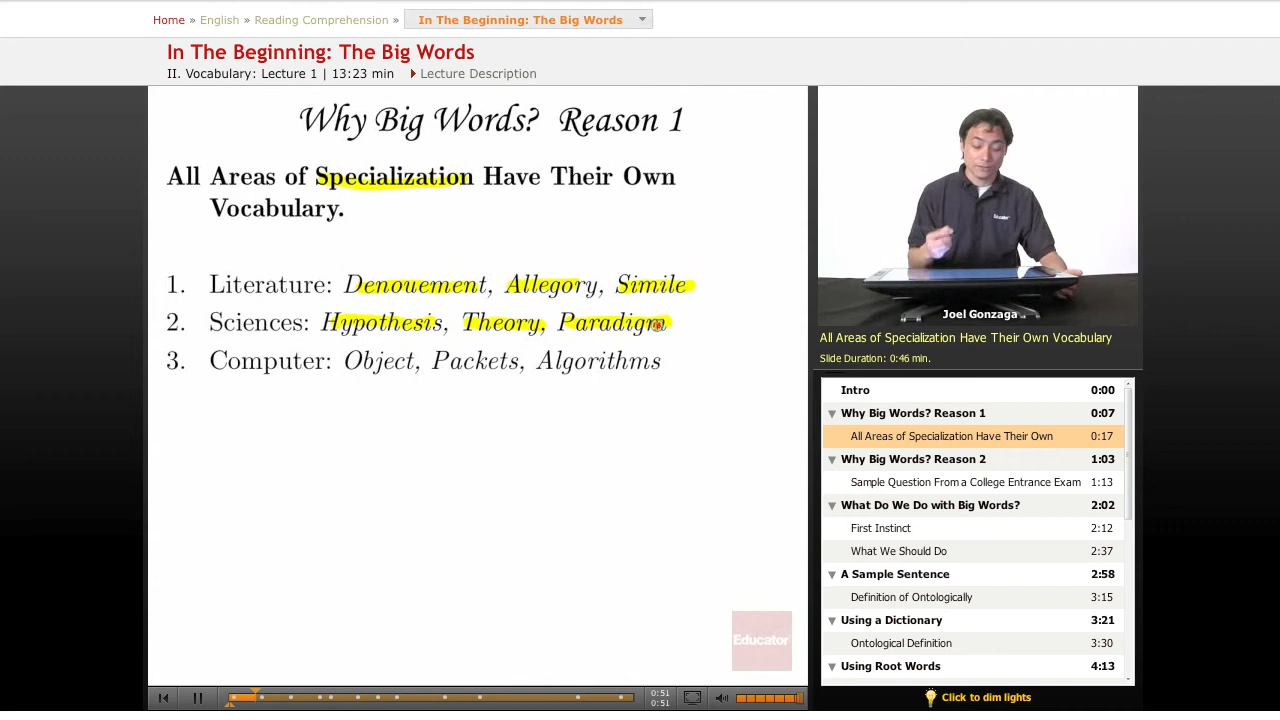 Home » English » Reading Comprehension » In The Beginning: The Big Words
In The Beginning: The Big Words
II. Vocabulary: Lecture 1 | 13:23 min Lecture Description
Why Big Words? Reason 1
All Areas of Specialization Have Their Own
Vocabulary.
1. Literature: Denouement, Allegory, Simile
2. Sciences: Hypothesis, Theory, Paradigm
3. Computer: Object, Packets, Algorithms
Educator
0:51
0:51
Educator
Joel Gonzaga
All Areas of Specialization Have Their Own Vocabulary
Slide Duration: 0:46 min.
Intro 0:00
Why Big Words? Reason 1 0:07
All Areas of Specialization Have Their Own 0:17
Why Big Words? Reason 2 1:03
Sample Question From a College Entrance Exam 1:13
What Do We Do with Big Words? 2:02
First Instinct 2:12
What We Should Do 2:37
A Sample Sentence 2:58
Definition of Ontologically 3:15
Using a Dictionary 3:21
Ontological Definition 3:30
Using Root Words 4:13
Click to dim lights